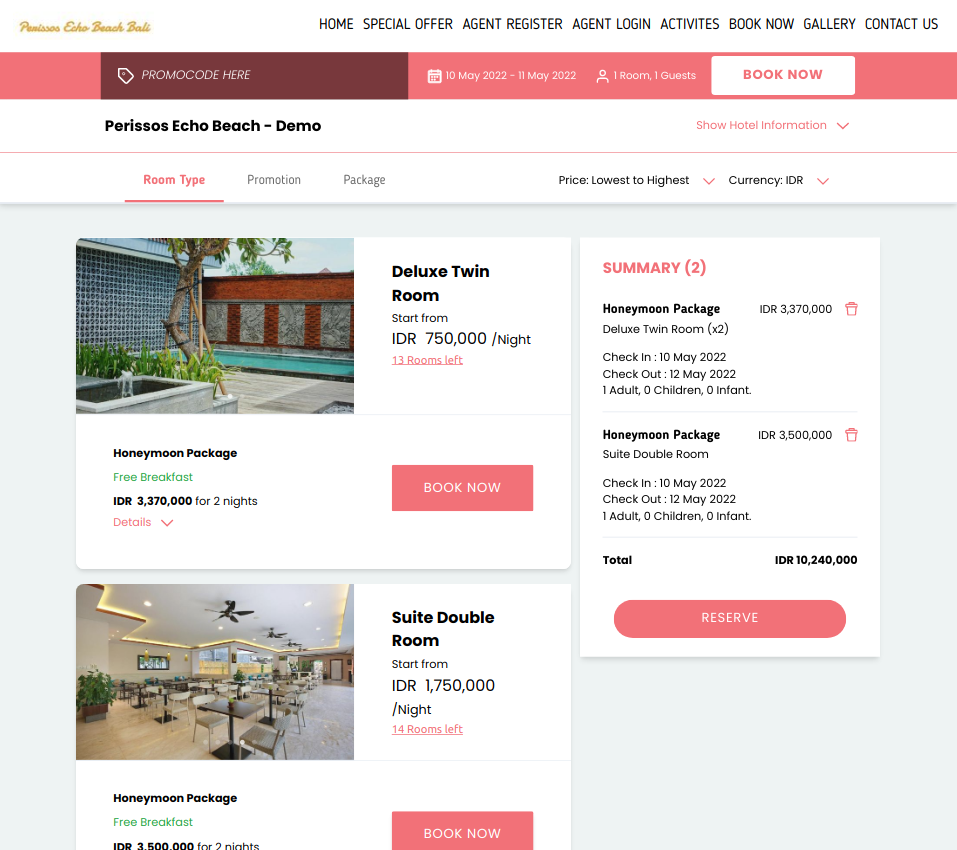 Perissos Echo Beach Bali
HOME SPECIAL OFFER AGENT REGISTER AGENT LOGIN ACTIVITES BOOK NOW GALLERY CONTACT US
PROMOCODE HERE
10 May 2022 - 11 May 2022
1 Room, 1 Guests
BOOK NOW
Perissos Echo Beach - Demo
Show Hotel Information
Room Type
Promotion
Package
Price: Lowest to Highest
Currency: IDR
Deluxe Twin
Room
Start from
IDR 750,000 /Night
13 Rooms left
Honeymoon Package
Free Breakfast
IDR 3,370,000 for 2 nights
Details
BOOK NOW
Suite Double
Room
Start from
IDR 1,750,000
/Night
14 Rooms left
Honeymoon Package
Free Breakfast
IDR 3,500,000 for 2 nights
BOOK NOW
SUMMARY (2)
Honeymoon Package IDR 3,370,000
Deluxe Twin Room (x2)
Check In : 10 May 2022
Check Out : 12 May 2022
1 Adult, 0 Children, 0 Infant.
Honeymoon Package IDR 3,500,000
Suite Double Room
Check In : 10 May 2022
Check Out : 12 May 2022
1 Adult, 0 Children, 0 Infant.
Total IDR 10,240,000
RESERVE